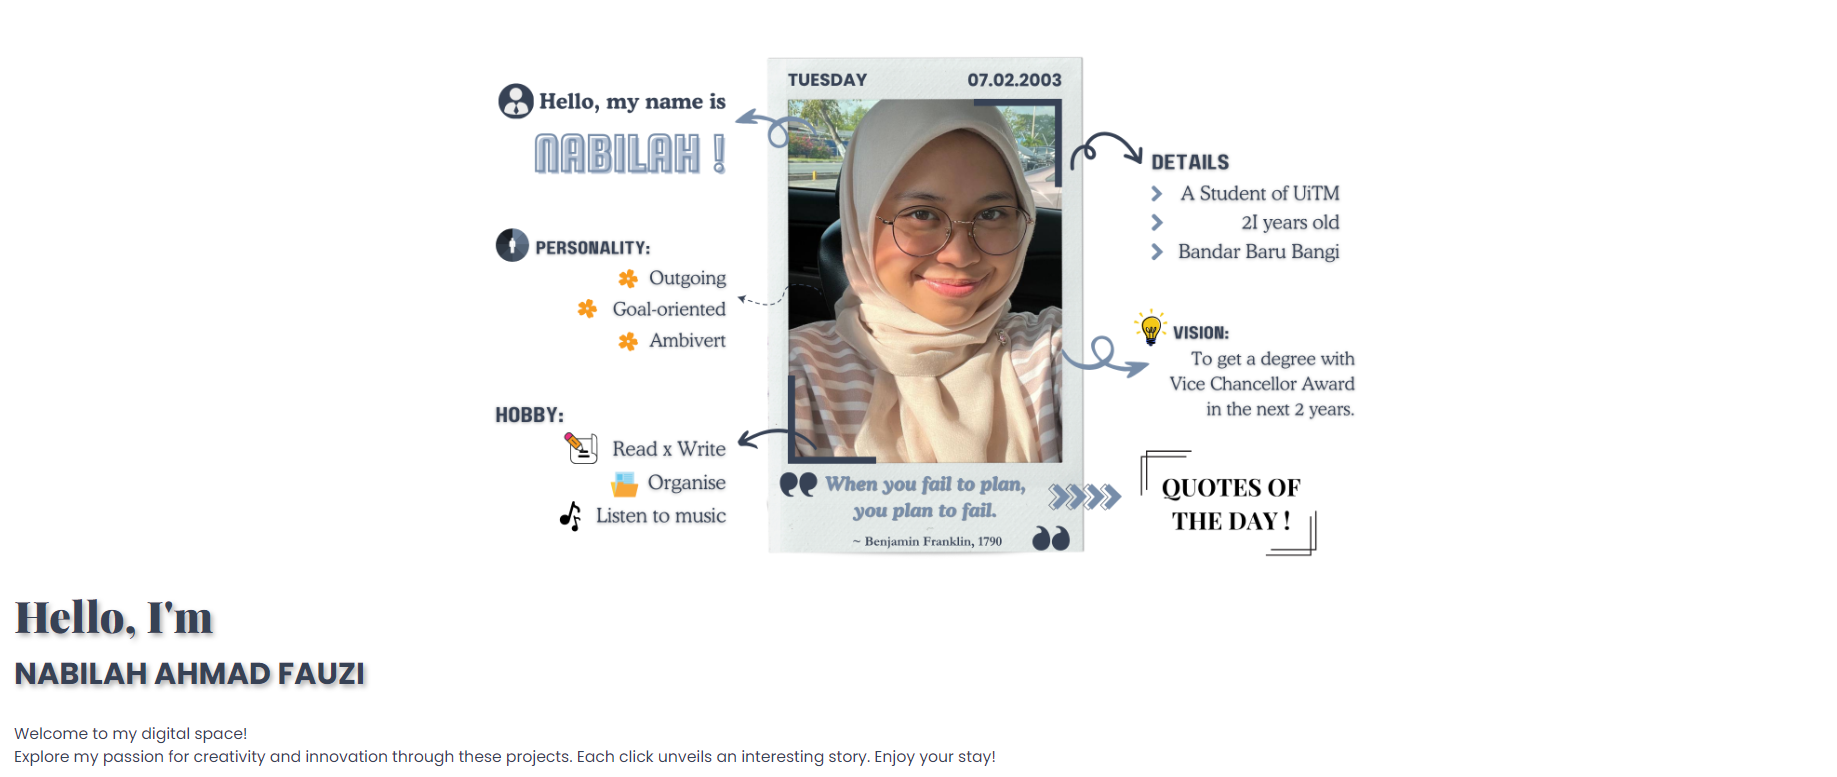 Hello, my name is
NABILAH !
PERSONALITY:
Outgoing
Goal-oriented
Ambivert
HOBBY:
Read x Write
Organise
Listen to music
TUESDAY 07.02.2003
When you fail to plan,
you plan to fail.
~ Benjamin Franklin, 1790
DETAILS
A Student of UiTM
21 years old
Bandar Baru Bangi
VISION:
To get a degree with
Vice Chancellor Award
in the next 2 years.
QUOTES OF
THE DAY !
Hello, I'm
NABILAH AHMAD FAUZI
Welcome to my digital space!
Explore my passion for creativity and innovation through these projects. Each click unveils an interesting story. Enjoy your stay!